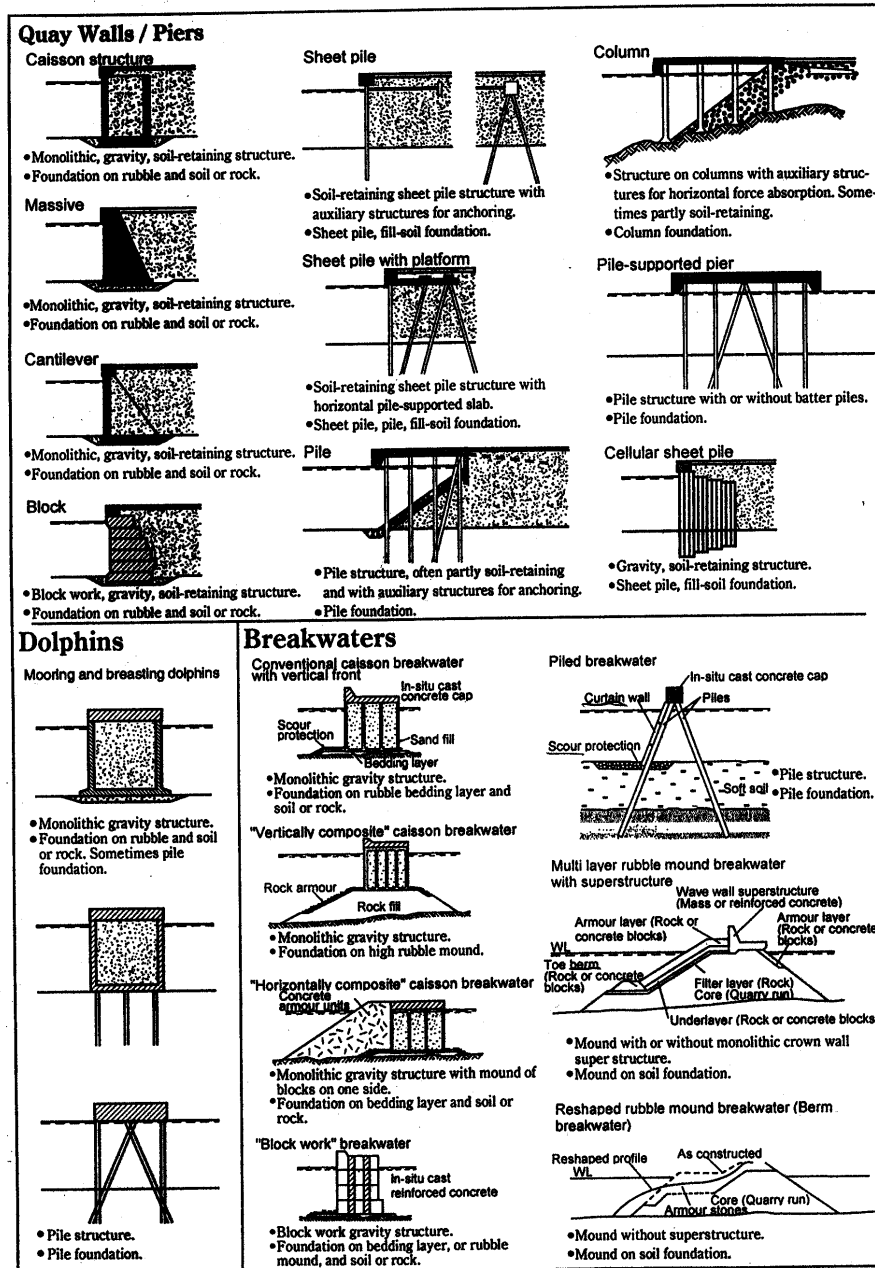 Quay Walls / Piers
Caisson structure
•Monolithic, gravity, soil-retaining structure.
•Foundation on rubble and soil or rock.
Massive
•Monolithic, gravity, soil-retaining structure.
•Foundation on rubble and soil or rock.
Cantilever
•Monolithic, gravity, soil-retaining structure.
•Foundation on rubble and soil or rock.
Block
•Block work, gravity, soil-retaining structure.
•Foundation on rubble and soil or rock.
Sheet pile
•Soil-retaining sheet pile structure with
auxiliary structures for anchoring.
•Sheet pile, fill-soil foundation.
Sheet pile with platform
•Soil-retaining sheet pile structure with
horizontal pile-supported slab.
•Sheet pile, pile, fill-soil foundation.
Pile
•Pile structure, often partly soil-retaining
and with auxiliary structures for anchoring.
•Pile foundation.
Column
•Structure on columns with auxiliary struc-
tures for horizontal force absorption. Some-
times partly soil-retaining.
•Column foundation.
Pile-supported pier
•Pile structure with or without batter piles.
•Pile foundation.
Cellular sheet pile
•Gravity, soil-retaining structure.
•Sheet pile, fill-soil foundation.
Dolphins
Mooring and breasting dolphins
•Monolithic gravity structure.
•Foundation on rubble and soil
or rock. Sometimes pile
foundation.
•Pile structure.
•Pile foundation.
Breakwaters
Conventional caisson breakwater
with vertical front
In-situ cast
concrete cap
Scour
protection
Sand fill
Bedding layer
•Monolithic gravity structure.
•Foundation on rubble bedding layer and
soil or rock.
"Vertically composite" caisson breakwater
Rock armour
Rock fill
•Monolithic gravity structure.
•Foundation on high rubble mound.
"Horizontally composite" caisson breakwater
Concrete
armour units
•Monolithic gravity structure with mound of
blocks on one side.
•Foundation on bedding layer and soil or
rock.
"Block work" breakwater
in-situ cast
reinforced concrete
•Block work gravity structure.
•Foundation on bedding layer, or rubble
mound, and soil or rock.
Piled breakwater
In-situ cast concrete cap
Curtain wall
Piles
Scour protection
Soft soil
•Pile structure.
•Pile foundation.
Multi layer rubble mound breakwater
with superstructure
Wave wall superstructure
(Mass or reinforced concrete)
Armour layer (Rock or
concrete blocks)
Armour layer
(Rock or concrete
blocks)
WL
Toe berm
(Rock or concrete
blocks)
Filter layer (Rock)
Core (Quarry run)
Underlayer (Rock or concrete blocks
•Mound with or without monolithic crown wall
super structure.
•Mound on soil foundation.
Reshaped rubble mound breakwater (Berm
breakwater)
Reshaped profile
As constructed
WL
Core (Quarry run)
Armour stones
•Mound without superstructure.
•Mound on soil foundation.